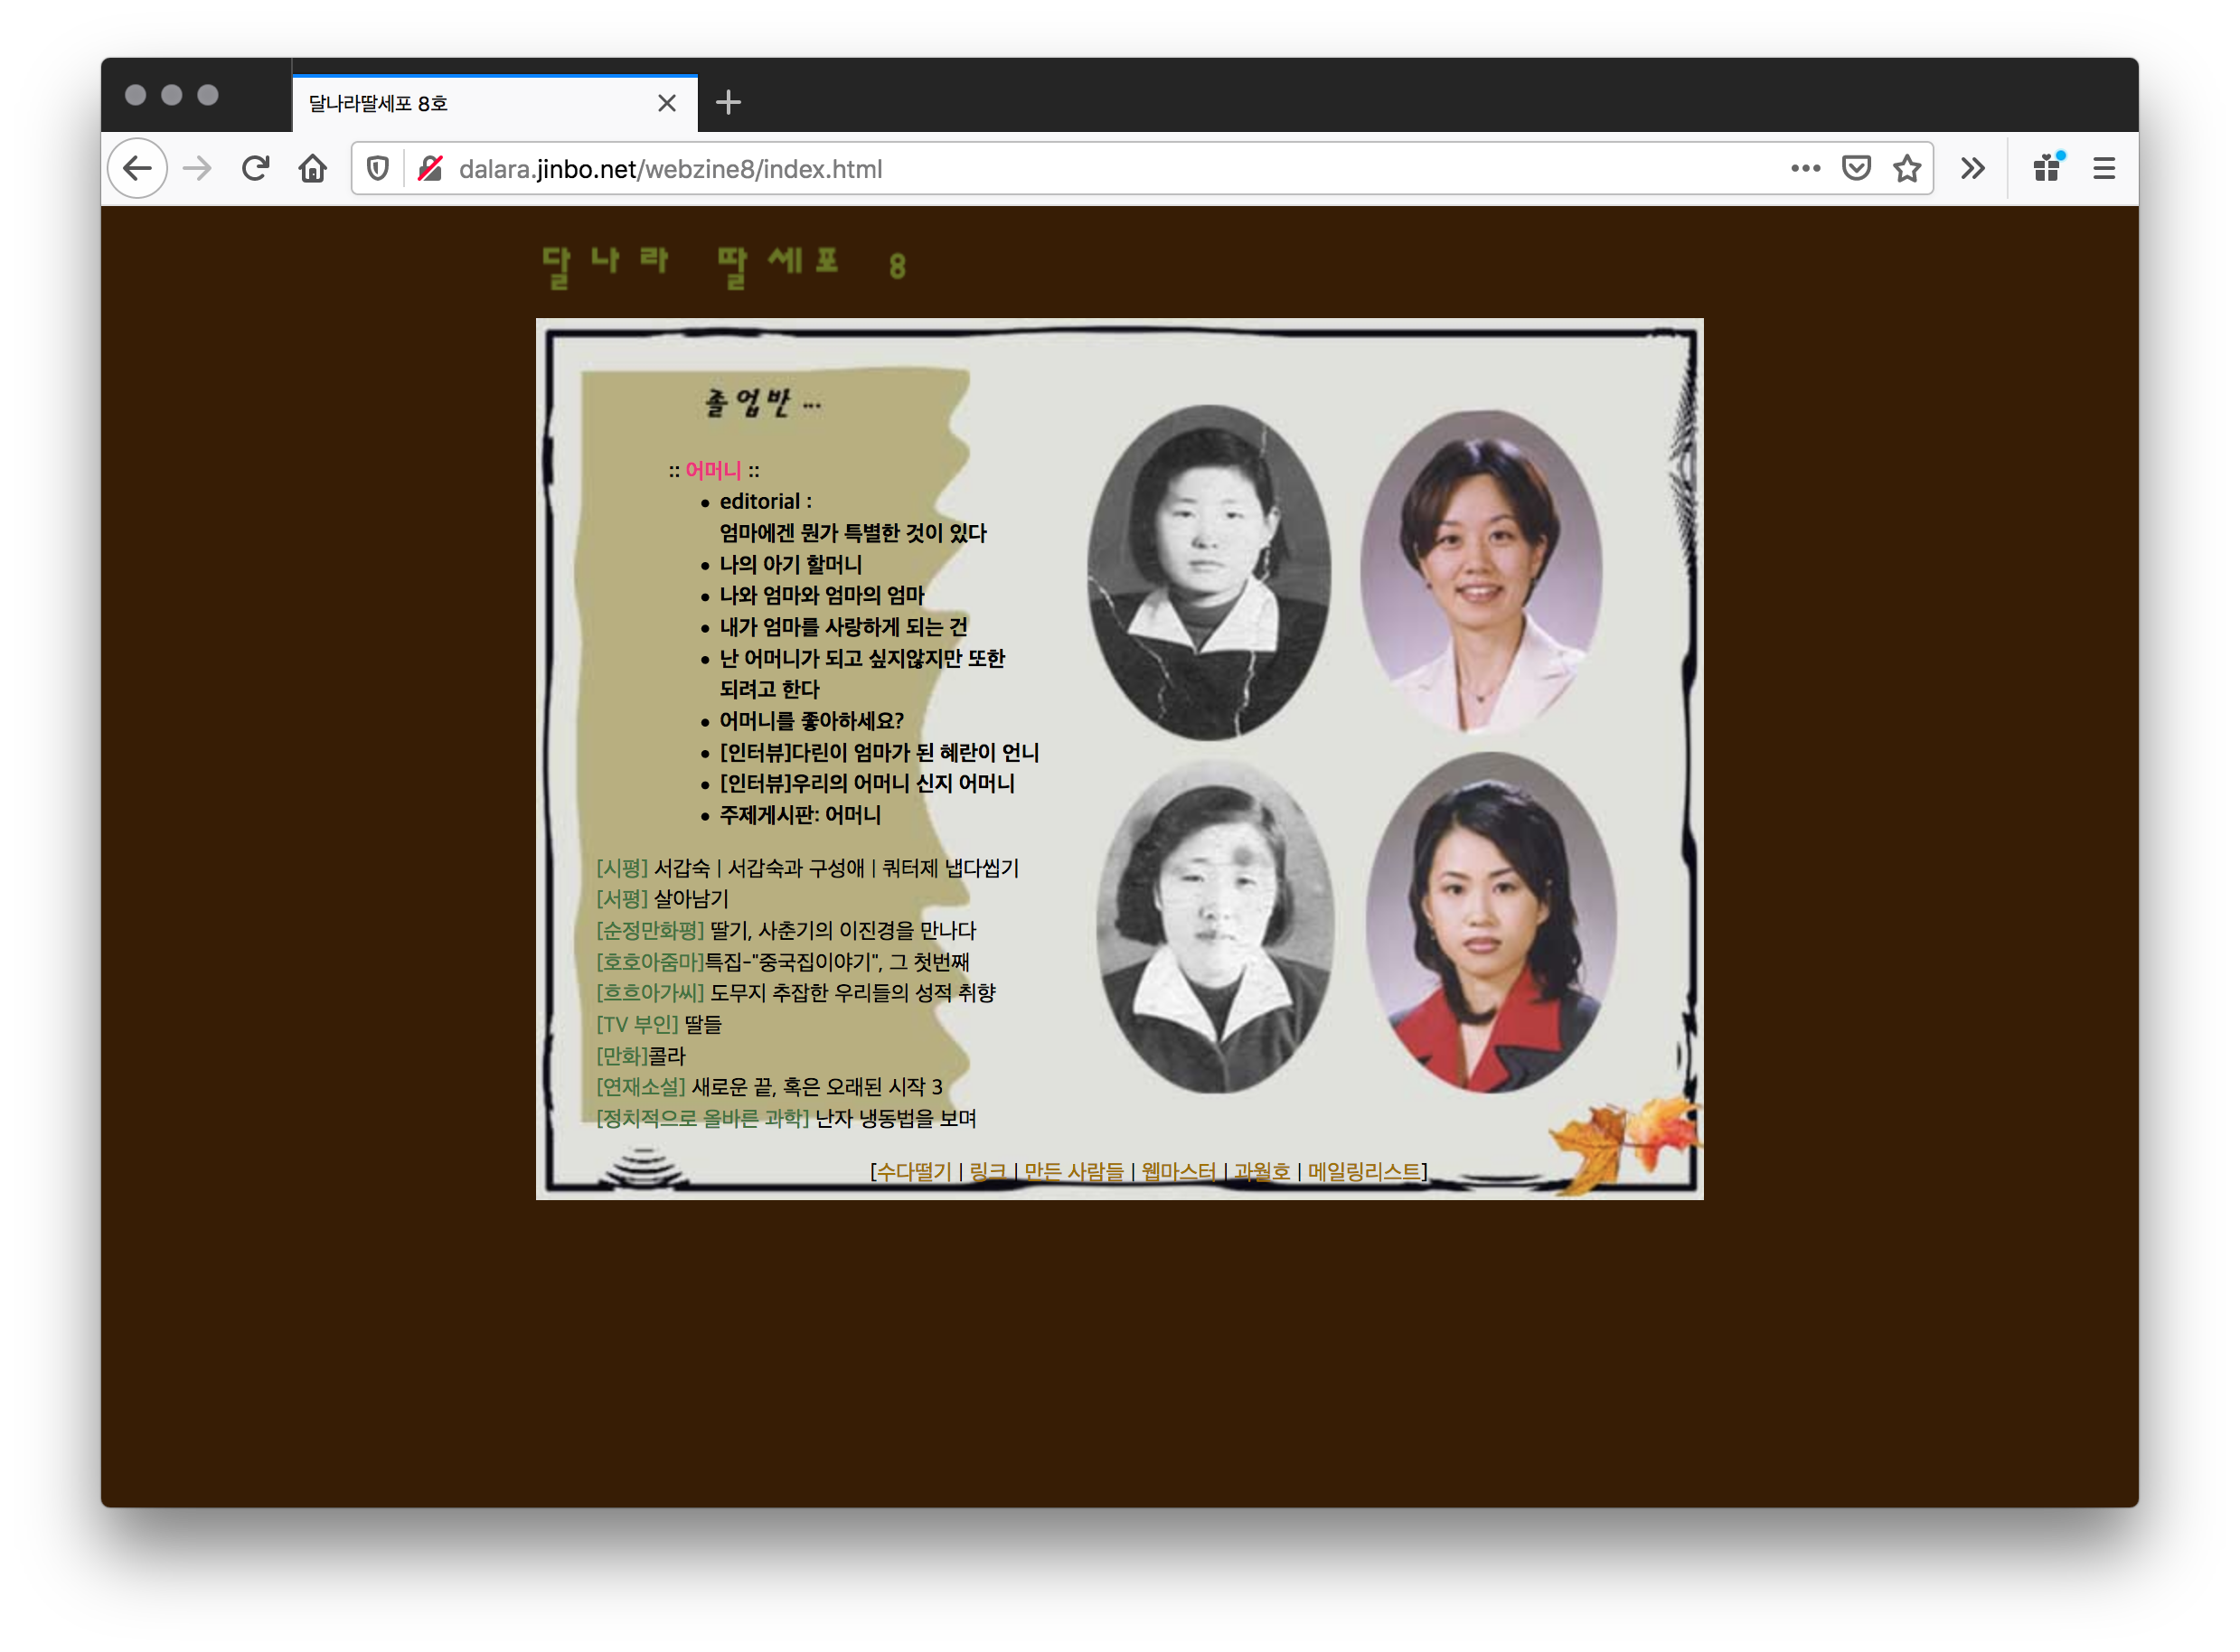 달나라딸세포 8호
dalara.jinbo.net/webzine8/index.html
달나라 딸세포 8
졸업반...
:: 어머니 ::
• editorial :
엄마에겐 뭔가 특별한 것이 있다
• 나의 아기 할머니
• 나와 엄마와 엄마의 엄마
• 내가 엄마를 사랑하게 되는 건
• 난 어머니가 되고 싶지않지만 또한
되려고 한다
• 어머니를 좋아하세요?
• [인터뷰]다린이 엄마가 된 혜란이 언니
• [인터뷰]우리의 어머니 신지 어머니
• 주제게시판: 어머니
[시평] 서갑숙 | 서갑숙과 구성애 | 쿼터제 냅다씹기
[서평] 살아남기
[순정만화평] 딸기, 사춘기의 이진경을 만나다
[호호아줌마]특집-"중국집이야기", 그 첫번째
[흐흐아가씨] 도무지 추잡한 우리들의 성적 취향
[TV 부인] 딸들
[만화]콜라
[연재소설] 새로운 끝, 혹은 오래된 시작 3
[정치적으로 올바른 과학] 난자 냉동법을 보며
[수다떨기 | 링크 | 만든 사람들 | 웹마스터 | 과월호 | 메일링리스트]